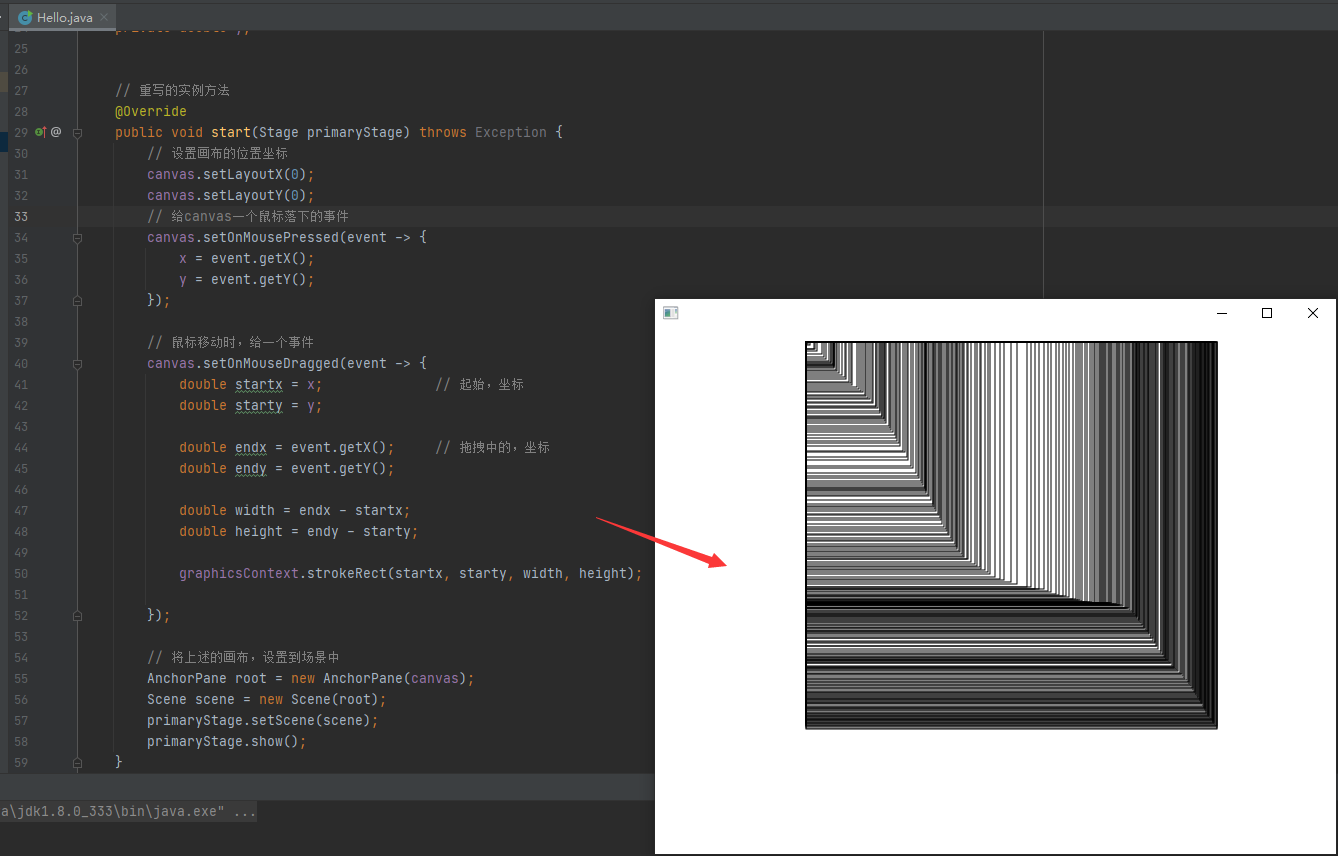 Hello.java
25
26
27 // 重写的实例方法
28 @Override
29 @ public void start(Stage primaryStage) throws Exception {
30 // 设置画布的位置坐标
31 canvas.setLayoutX(0);
32 canvas.setLayoutY(0);
33 // 给canvas一个鼠标落下的事件
34 canvas.setOnMousePressed(event -> {
35 x = event.getX();
36 y = event.getY();
37 });
38
39 // 鼠标移动时，给一个事件
40 canvas.setOnMouseDragged(event -> {
41 double startx = x; // 起始，坐标
42 double starty = y;
43
44 double endx = event.getX(); // 拖拽中的，坐标
45 double endy = event.getY();
46
47 double width = endx - startx;
48 double height = endy - starty;
49
50 graphicsContext.strokeRect(startx, starty, width, height);
51
52 });
53
54 // 将上述的画布，设置到场景中
55 AnchorPane root = new AnchorPane(canvas);
56 Scene scene = new Scene(root);
57 primaryStage.setScene(scene);
58 primaryStage.show();
59 }
a\jdk1.8.0_333\bin\java.exe" ...